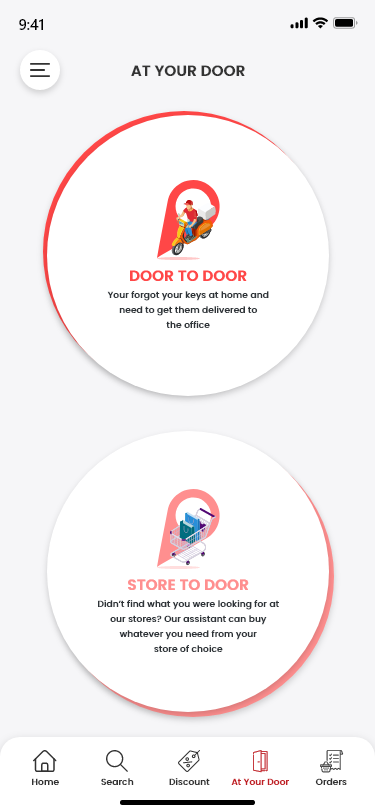 9:41
AT YOUR DOOR
DOOR TO DOOR
Your forgot your keys at home and
need to get them delivered to
the office
STORE TO DOOR
Didn't find what you were looking for at
our stores? Our assistant can buy
whatever you need from your
store of choice
Home
Search
Discount
At Your Door
Orders